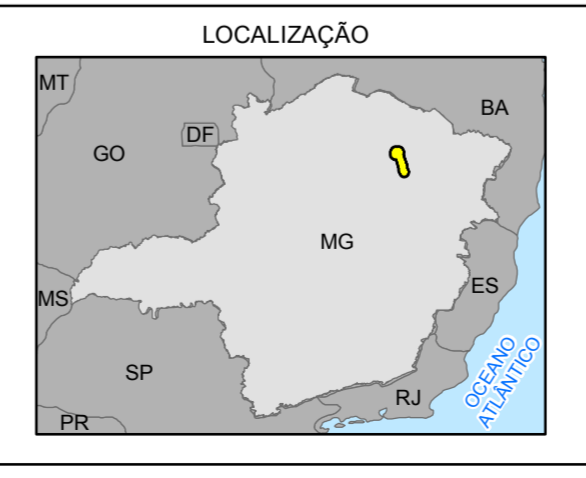 LOCALIZAÇÃO
MT
BA
DF
GO
MG
ES
MS
OCEANO
ATLÂNTICO
SP
RJ
PR